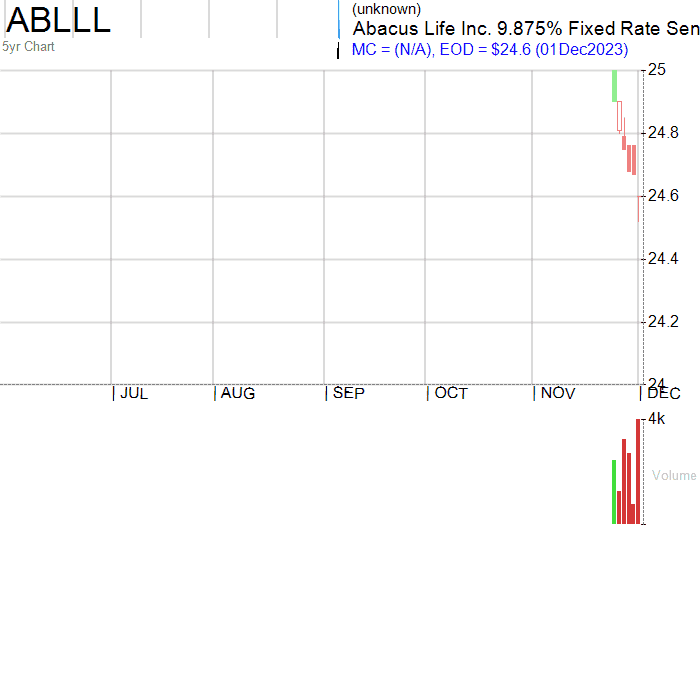 ABLLL
5yr Chart
(unknown)
Abacus Life Inc. 9.875% Fixed Rate Sen
MC = (N/A), EOD = $24.6 (01Dec2023)
25
24.8
24.6
24.4
24.2
24
JUL AUG SEP OCT NOV DEC
4k
Volume